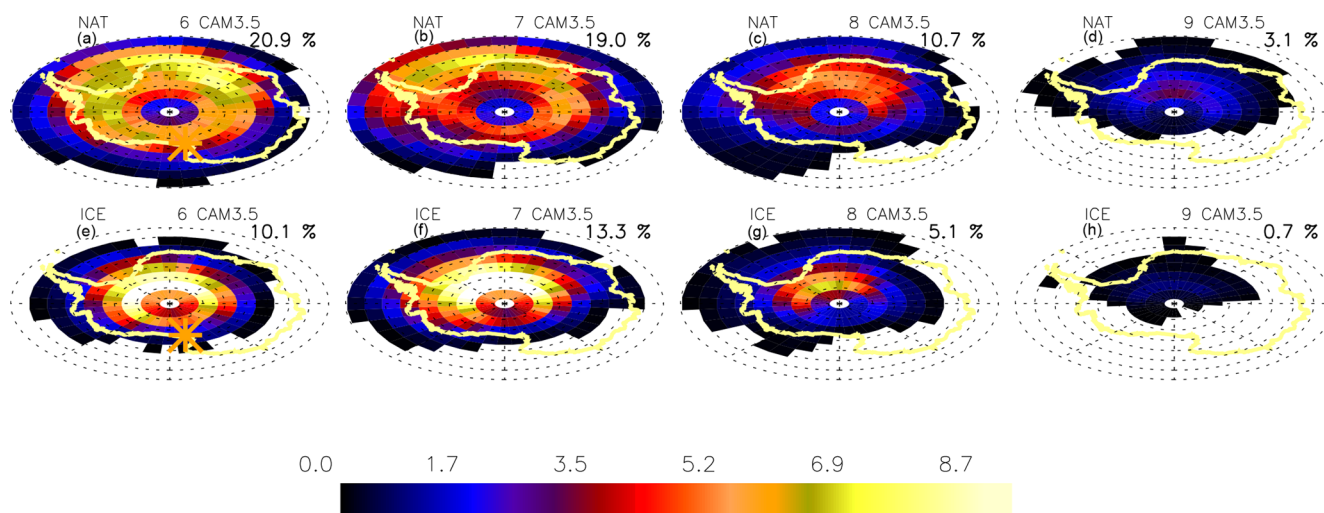 NAT 6 CAM3.5
(a) 20.9 %
NAT 7 CAM3.5
(b) 19.0 %
NAT 8 CAM3.5
(c) 10.7 %
NAT 9 CAM3.5
(d) 3.1 %
ICE 6 CAM3.5
(e) 10.1 %
ICE 7 CAM3.5
(f) 13.3 %
ICE 8 CAM3.5
(g) 5.1 %
ICE 9 CAM3.5
(h) 0.7 %
0.0 1.7 3.5 5.2 6.9 8.7